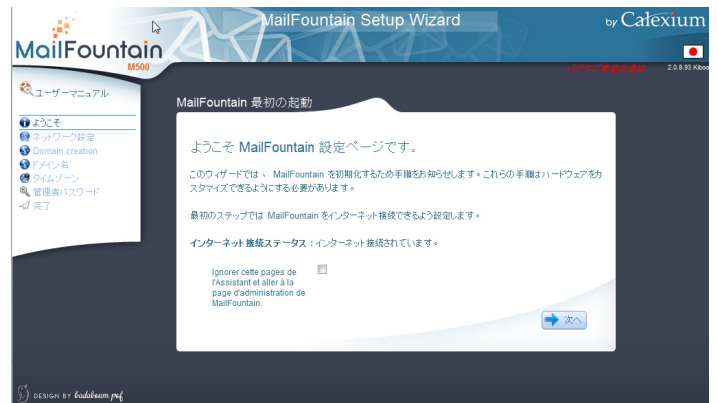 MailFountain Setup Wizard
by Calexium
MailFountain
M500
2.0.8.93 Kiboo
ユーザーマニュアル
ようこそ
ネットワーク設定
Domain creation
ドメイン名
タイムゾーン
管理者パスワード
完了
MailFountain 最初の起動
ようこそ MailFountain 設定ページです。
このウィザードでは、 MailFountain を初期化するため手順をお知らせします。これらの手順はハードウェアをカ
スタマイズできるようにする必要があります。
最初のステップでは MailFountain をインターネット接続できるよう設定します。
インターネット接続ステータス：インターネット接続されています。
Ignorer cette pages de
l'Assistant et aller à la
page d'administration de
MailFountain.
次へ
DESIGN BY badaboum prod